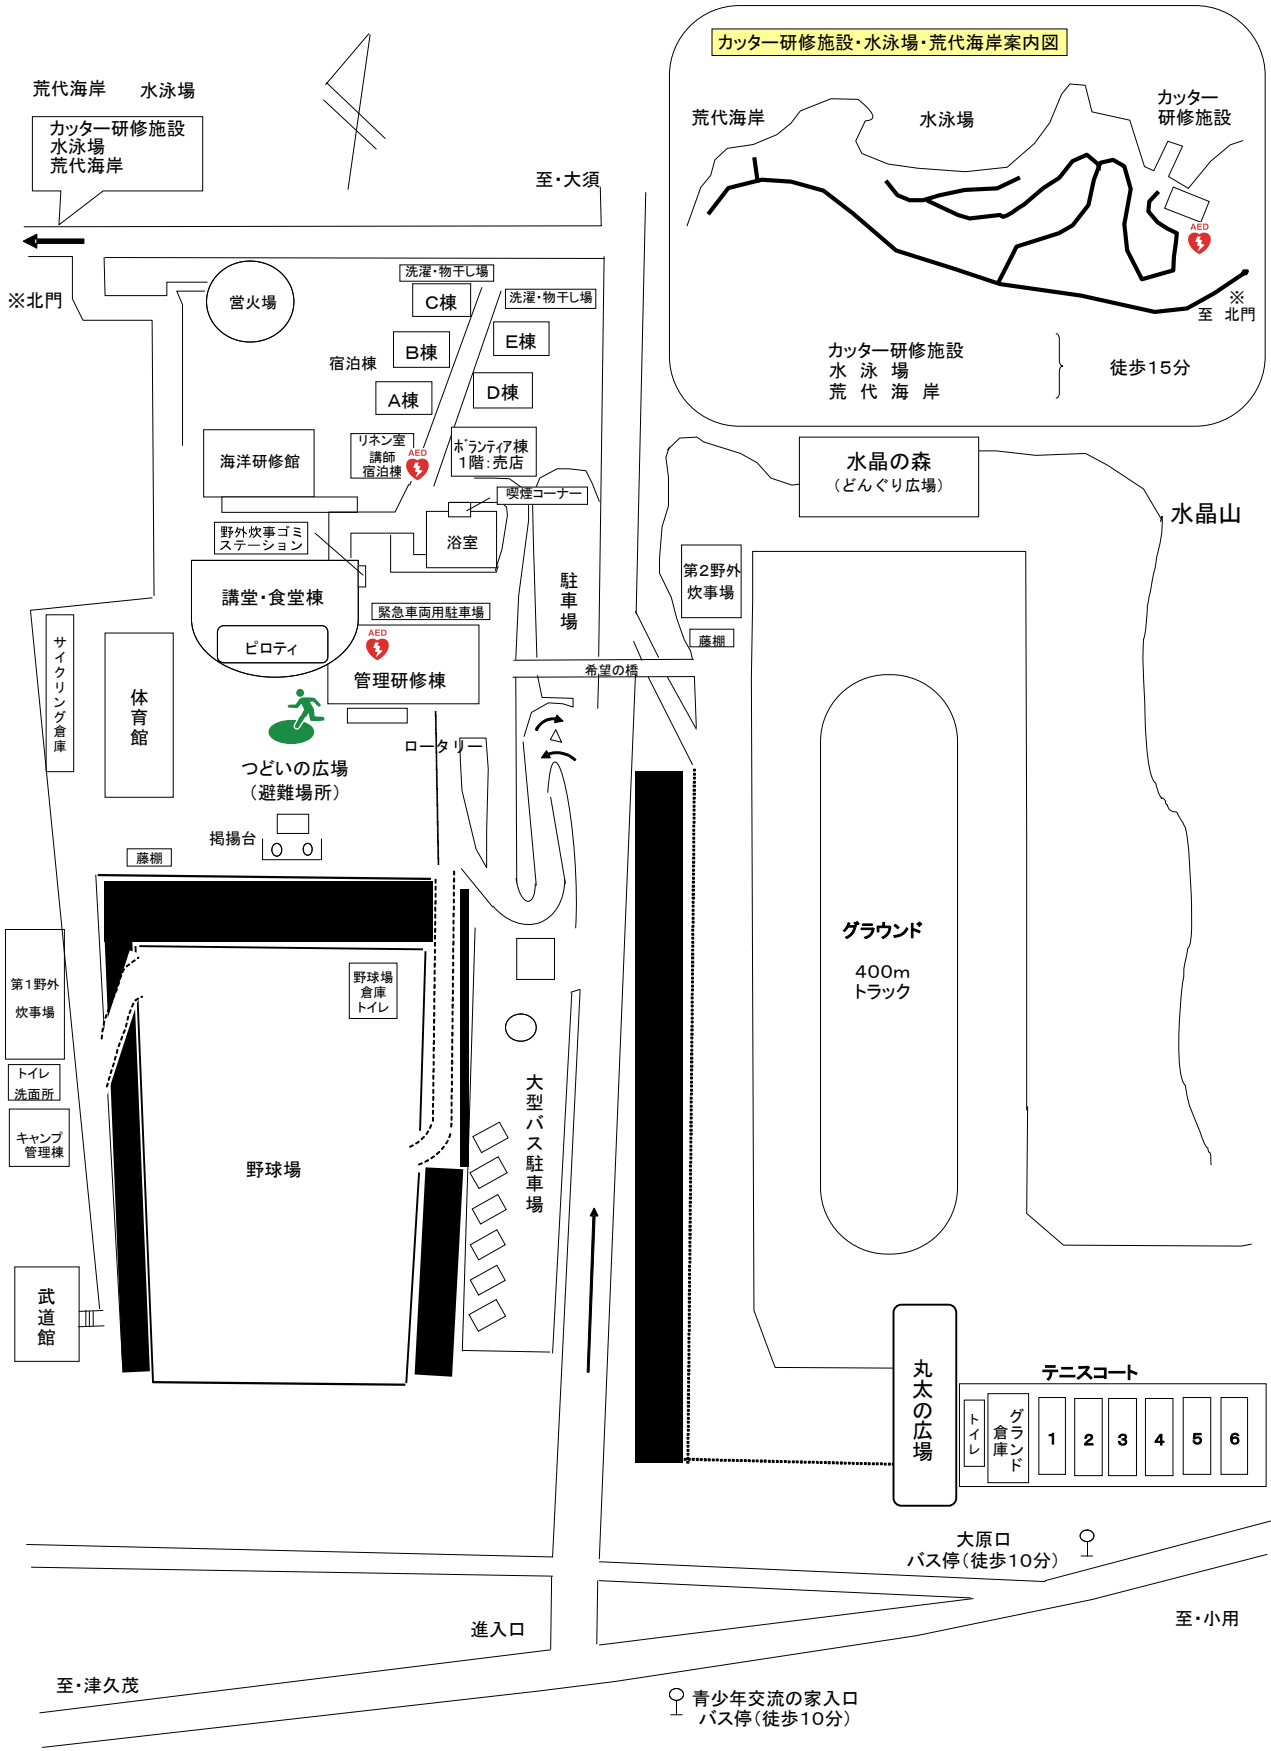 カッター研修施設・水泳場・荒代海岸案内図
荒代海岸
水泳場
カッター
研修施設
AED
※
至 北門
カッター研修施設
水 泳 場
荒 代 海 岸
徒歩15分
荒代海岸 水泳場
カッター研修施設
水泳場
荒代海岸
至・大須
※北門
営火場
洗濯・物干し場
C棟
洗濯・物干し場
B棟
E棟
宿泊棟
A棟
D棟
リネン室
講師
宿泊棟
AED
ボランティア棟
1階：売店
海洋研修館
喫煙コーナー
野外炊事ゴミ
ステーション
浴室
講堂・食堂棟
ピロティ
緊急車両用駐車場
AED
管理研修棟
駐車場
希望の橋
水晶の森
（どんぐり広場）
水晶山
第2野外
炊事場
藤棚
サイクリング倉庫
体育館
ロータリー
つどいの広場
（避難場所）
掲揚台
藤棚
第1野外
炊事場
トイレ
洗面所
キャンプ
管理棟
野球場
倉庫
トイレ
野球場
大型バス駐車場
武道館
グラウンド
400m
トラック
丸太の広場
テニスコート
トイレ
グランド
倉庫
1
2
3
4
5
6
大原口
バス停（徒歩10分）
進入口
至・小用
至・津久茂
青少年交流の家入口
バス停（徒歩10分）